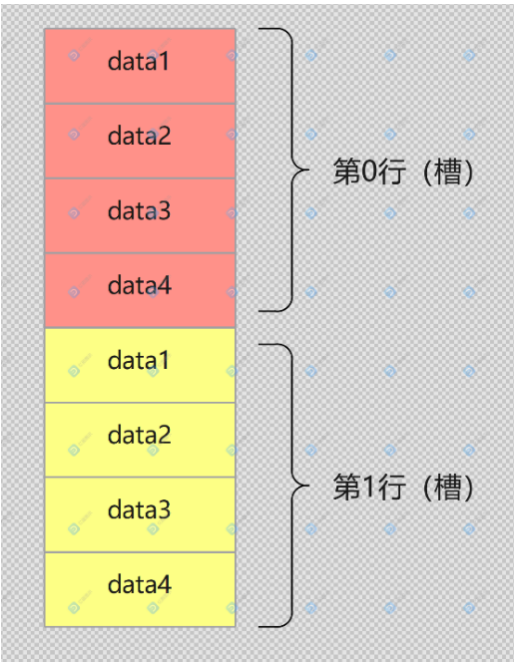 data1
data2
data3
data4
第0行（槽）
data1
data2
data3
data4
第1行（槽）